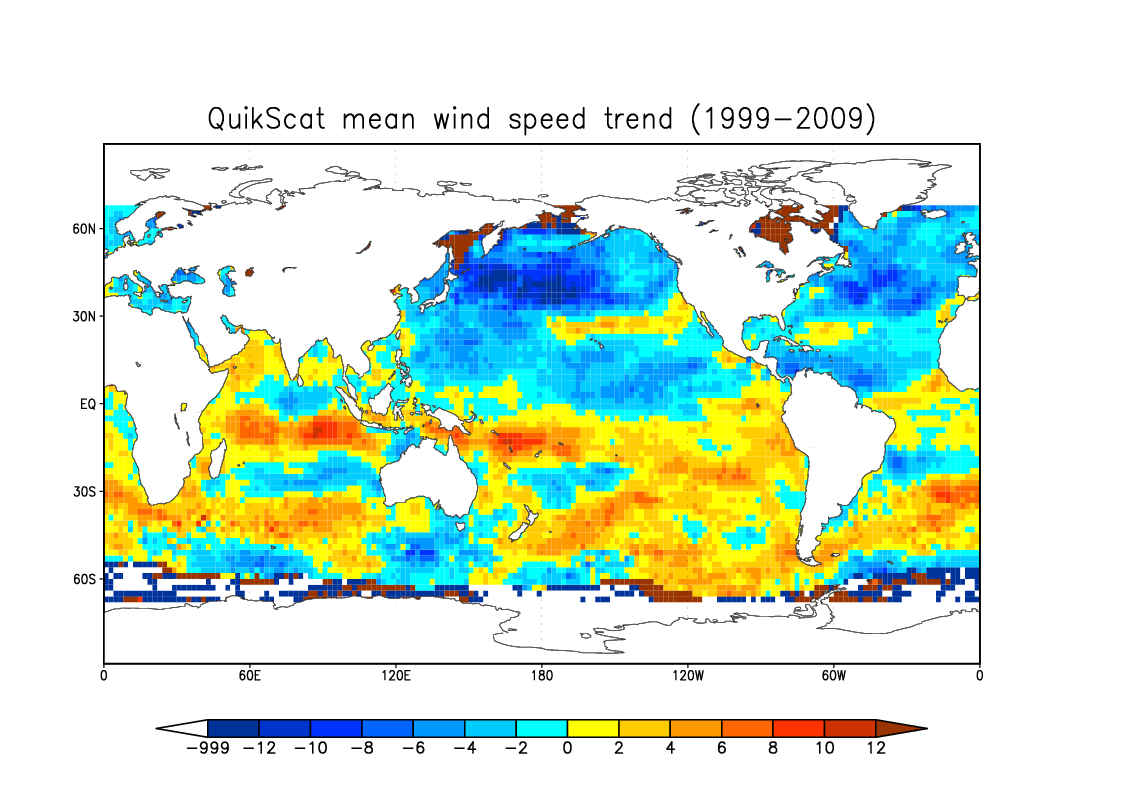 QuikScat mean wind speed trend (1999−2009)
60N
30N
EQ
30S
60S
0 60E 120E 180 120W 60W 0
−999 −12 −10 −8 −6 −4 −2 0 2 4 6 8 10 12